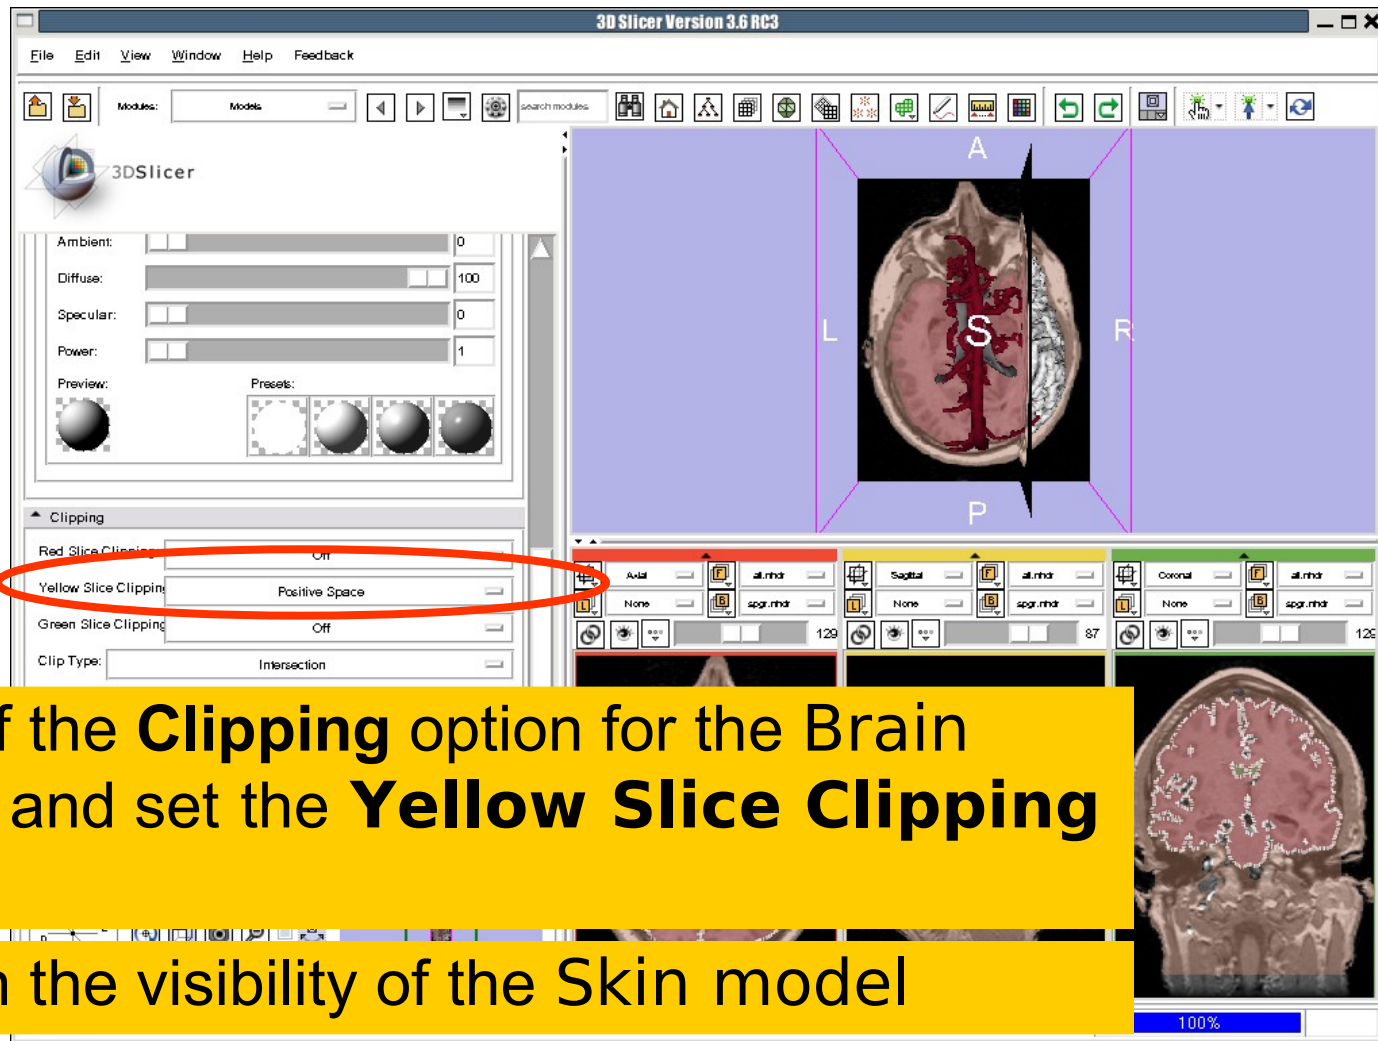 3D Slicer Version 3.6 RC3
File Edit View Window Help Feedback
Modules: Models search modules
3DSlicer
Ambient: 0
Diffuse: 100
Specular: 0
Power: 1
Preview: Presets:
Clipping
Red Slice Clipping Off
Yellow Slice Clipping Positive Space
Green Slice Clipping Off
Clip Type: Intersection
A
L S R
P
Axial F all.nhdr Sagittal F all.nhdr Coronal F all.nhdr
L None B spgr.nhdr L None B spgr.nhdr L None B spgr.nhdr
129 87 129
f the Clipping option for the Brain
and set the Yellow Slice Clipping
the visibility of the Skin model
100%